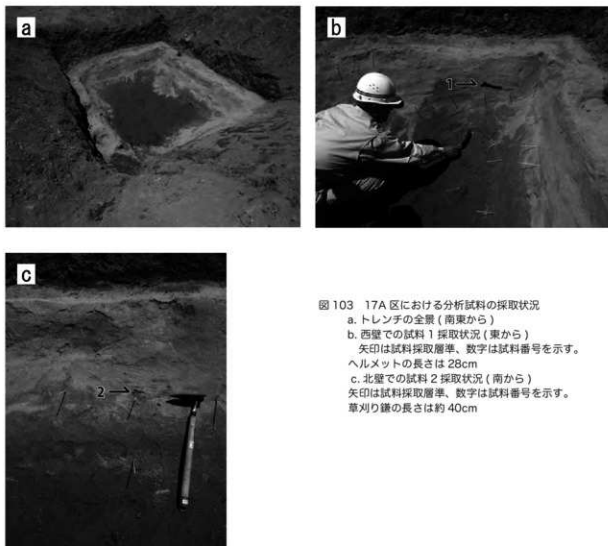 a
b
1
c
2
図 103　17A 区における分析試料の採取状況
a. トレンチの全景 ( 南東から )
b. 西壁での試料 1 採取状況 ( 東から )
矢印は試料採取層準、数字は試料番号を示す。
ヘルメットの長さは 28cm
c. 北壁での試料 2 採取状況 ( 南から )
矢印は試料採取層準、数字は試料番号を示す。
草刈り鎌の長さは約 40cm